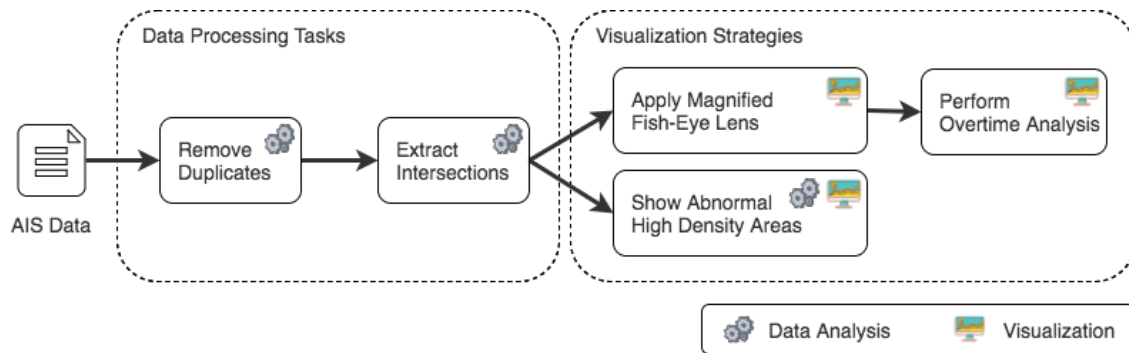 Data Processing Tasks
Visualization Strategies
AIS Data
Remove
Duplicates
Extract
Intersections
Apply Magnified
Fish-Eye Lens
Perform
Overtime Analysis
Show Abnormal
High Density Areas
Data Analysis
Visualization